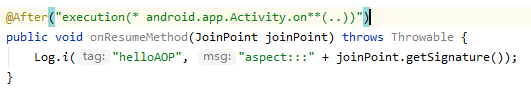 @After("execution(* android.app.Activity.on**(..))")
public void onResumeMethod(JoinPoint joinPoint) throws Throwable {
Log.i( tag: "helloAOP", msg: "aspect:::" + joinPoint.getSignature());
}